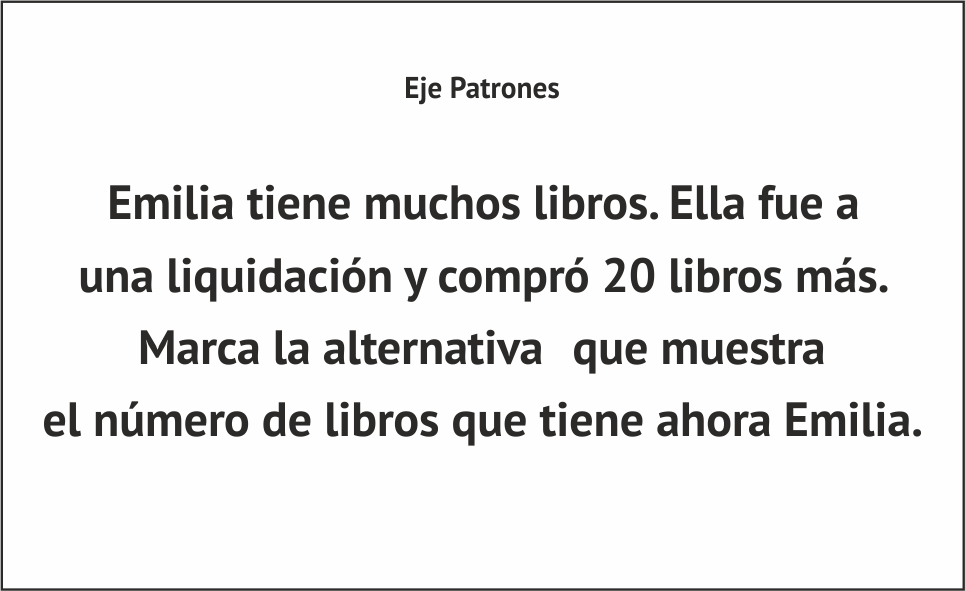 Eje Patrones
Emilia tiene muchos libros. Ella fue a
una liquidación y compró 20 libros más.
Marca la alternativa  que muestra
el número de libros que tiene ahora Emilia.